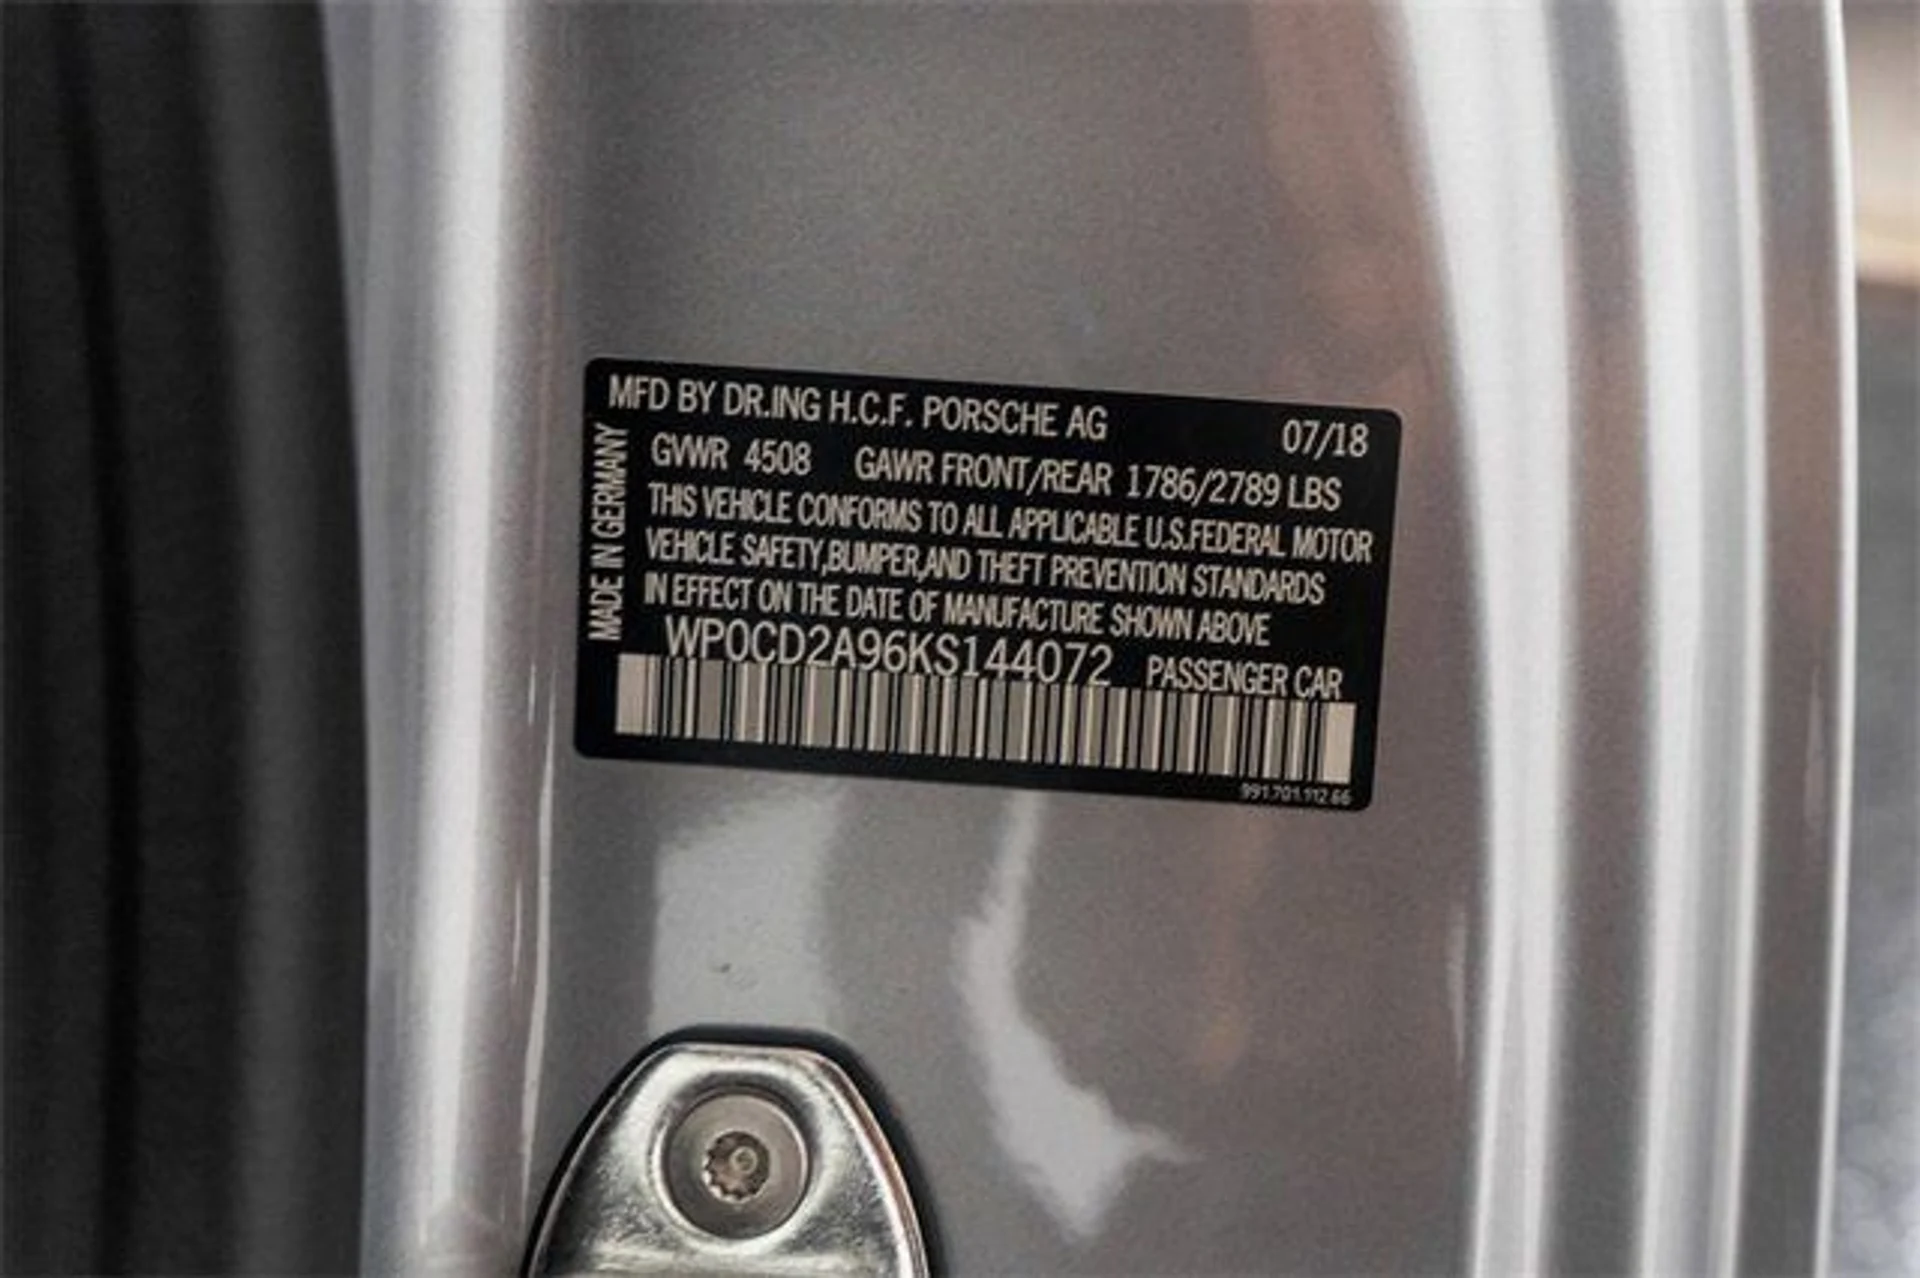 MFD BY DR.ING H.C.F. PORSCHE AG 07/18
GVWR 4508 GAWR FRONT/REAR 1786/2789 LBS
THIS VEHICLE CONFORMS TO ALL APPLICABLE U.S.FEDERAL MOTOR
VEHICLE SAFETY,BUMPER,AND THEFT PREVENTION STANDARDS
IN EFFECT ON THE DATE OF MANUFACTURE SHOWN ABOVE
WP0CD2A96KS144072 PASSENGER CAR
991.701.112.66
MADE IN GERMANY